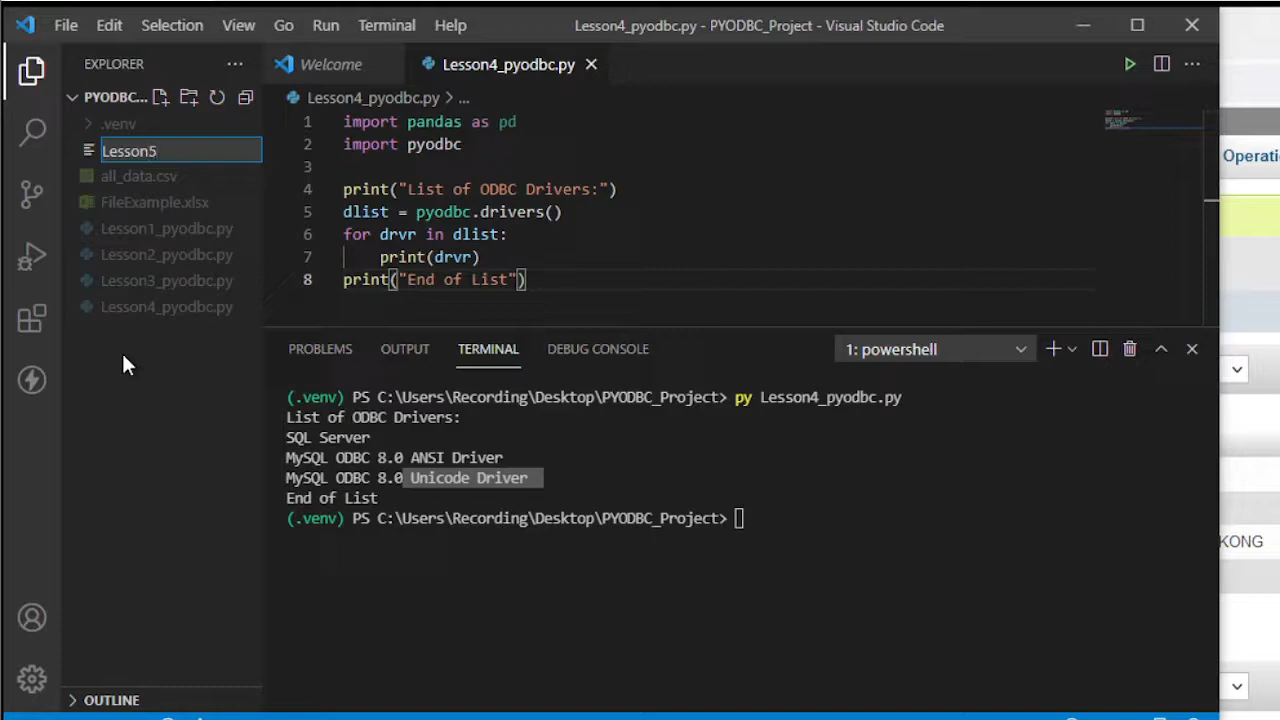 File Edit Selection View Go Run Terminal Help Lesson4_pyodbc.py - PYODBC_Project - Visual Studio Code
EXPLORER
PYODBC...
.venv
Lesson5
all_data.csv
FileExample.xlsx
Lesson1_pyodbc.py
Lesson2_pyodbc.py
Lesson3_pyodbc.py
Lesson4_pyodbc.py
OUTLINE
Welcome Lesson4_pyodbc.py
Lesson4_pyodbc.py > ...
1 import pandas as pd
2 import pyodbc
3
4 print("List of ODBC Drivers:")
5 dlist = pyodbc.drivers()
6 for drvr in dlist:
7 print(drvr)
8 print("End of List")
PROBLEMS OUTPUT TERMINAL DEBUG CONSOLE 1: powershell
(.venv) PS C:\Users\Recording\Desktop\PYODBC_Project> py Lesson4_pyodbc.py
List of ODBC Drivers:
SQL Server
MySQL ODBC 8.0 ANSI Driver
MySQL ODBC 8.0 Unicode Driver
End of List
(.venv) PS C:\Users\Recording\Desktop\PYODBC_Project>
Operati
KONG